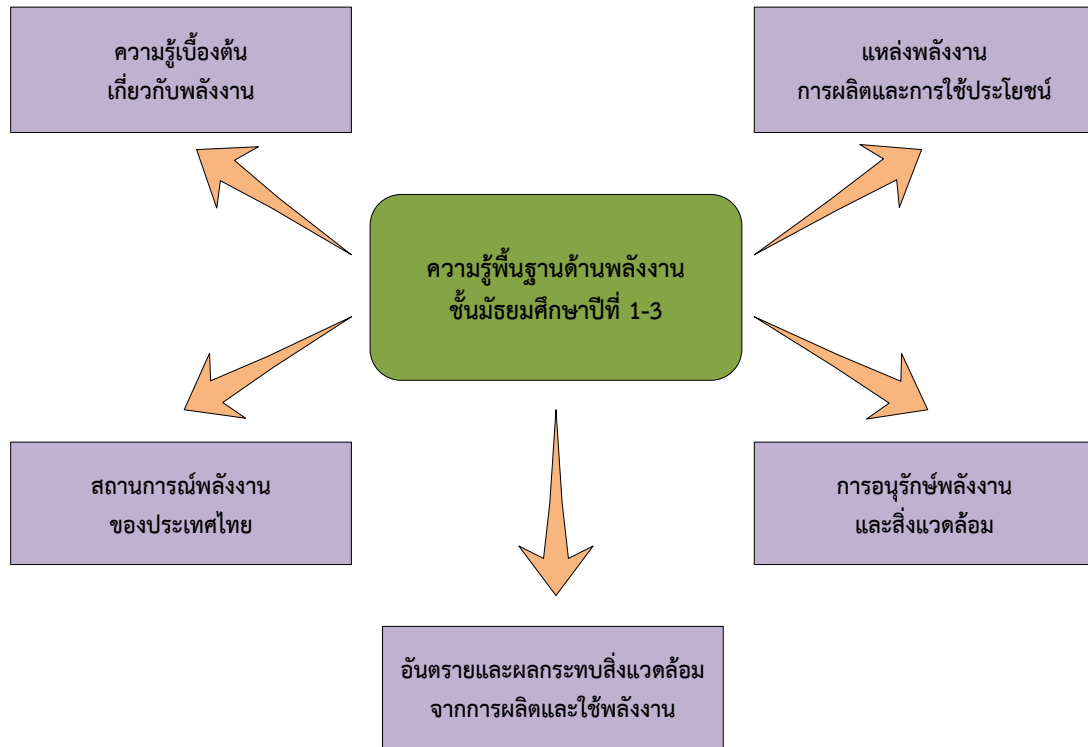 ความรู้เบื้องต้น
เกี่ยวกับพลังงาน
แหล่งพลังงาน
การผลิตและการใช้ประโยชน์
ความรู้พื้นฐานด้านพลังงาน
ชั้นมัธยมศึกษาปีที่ 1-3
สถานการณ์พลังงาน
ของประเทศไทย
การอนุรักษ์พลังงาน
และสิ่งแวดล้อม
อันตรายและผลกระทบสิ่งแวดล้อม
จากการผลิตและใช้พลังงาน